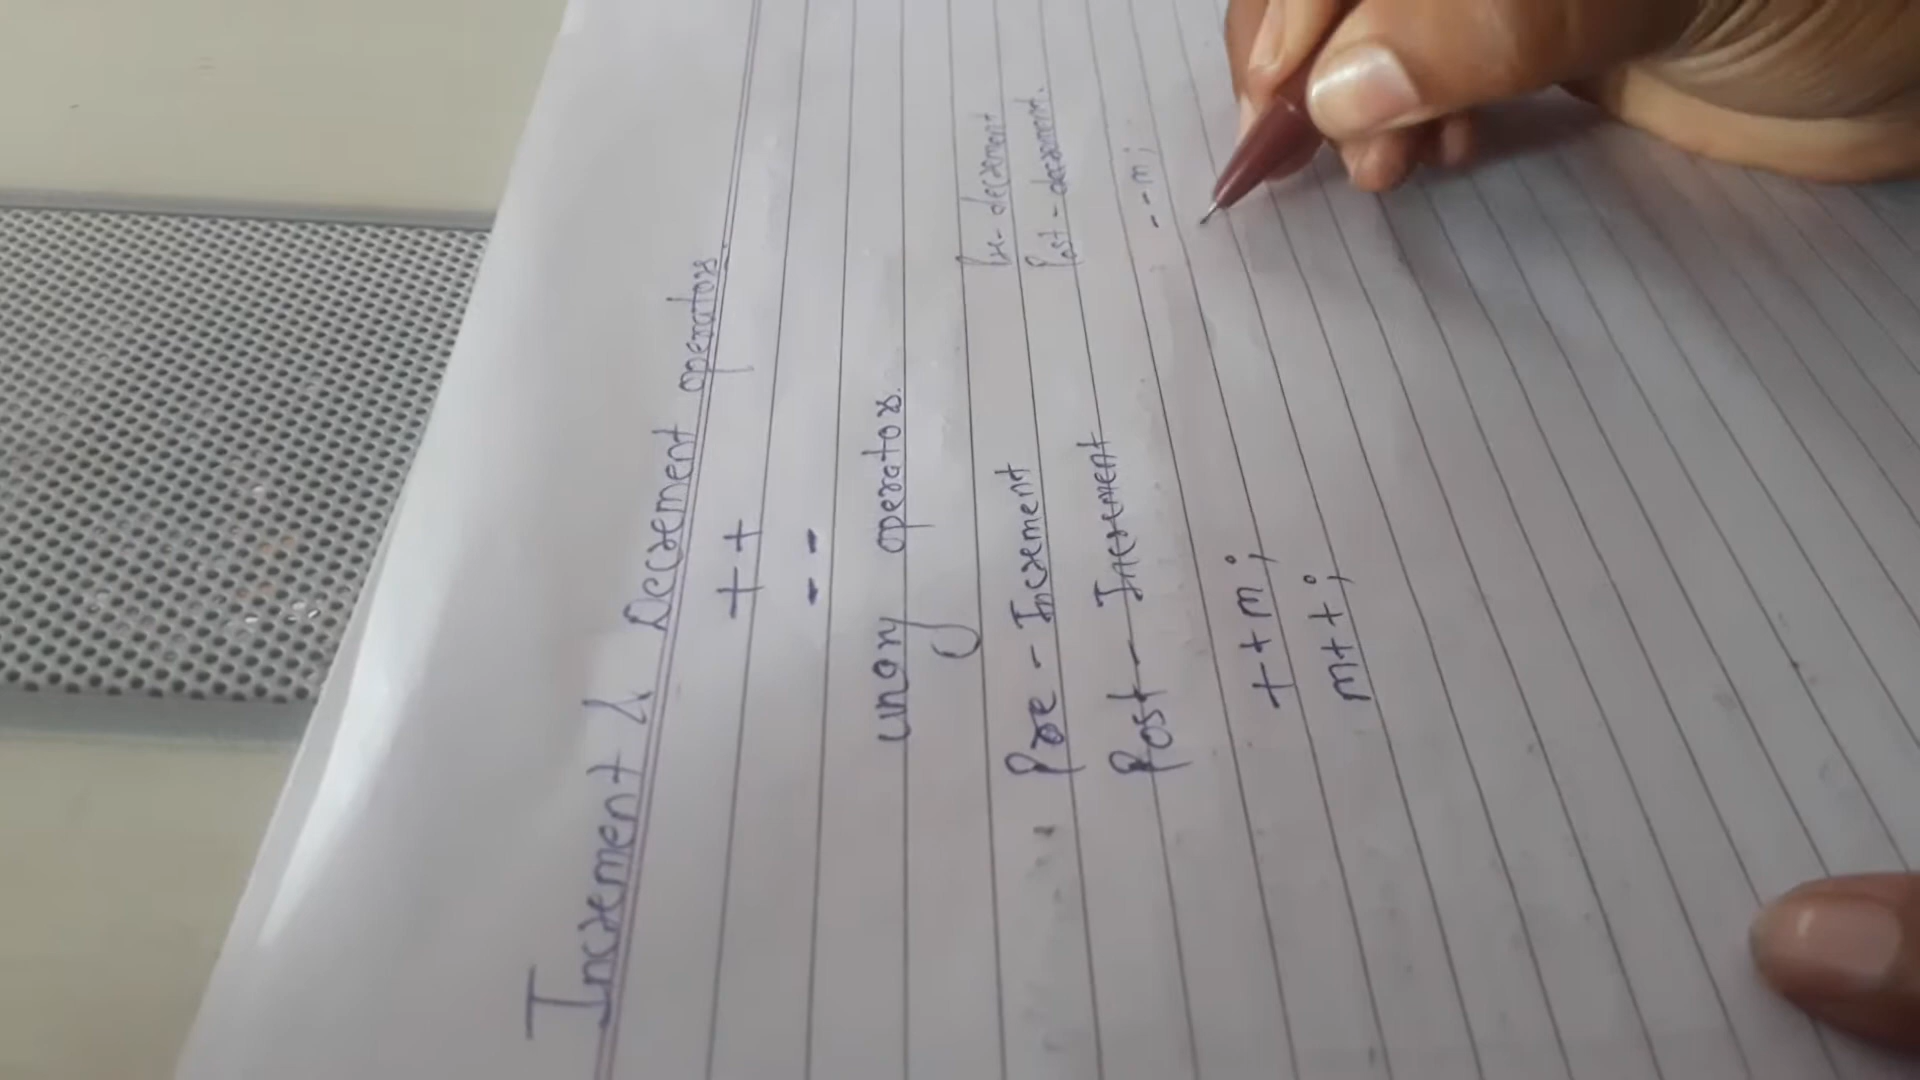 Increment & Decrement operators
++
--
unary operators.
Pre - Increment Pre - decrement
Post - Increment Post - decrement.
++m; --m;
m++;